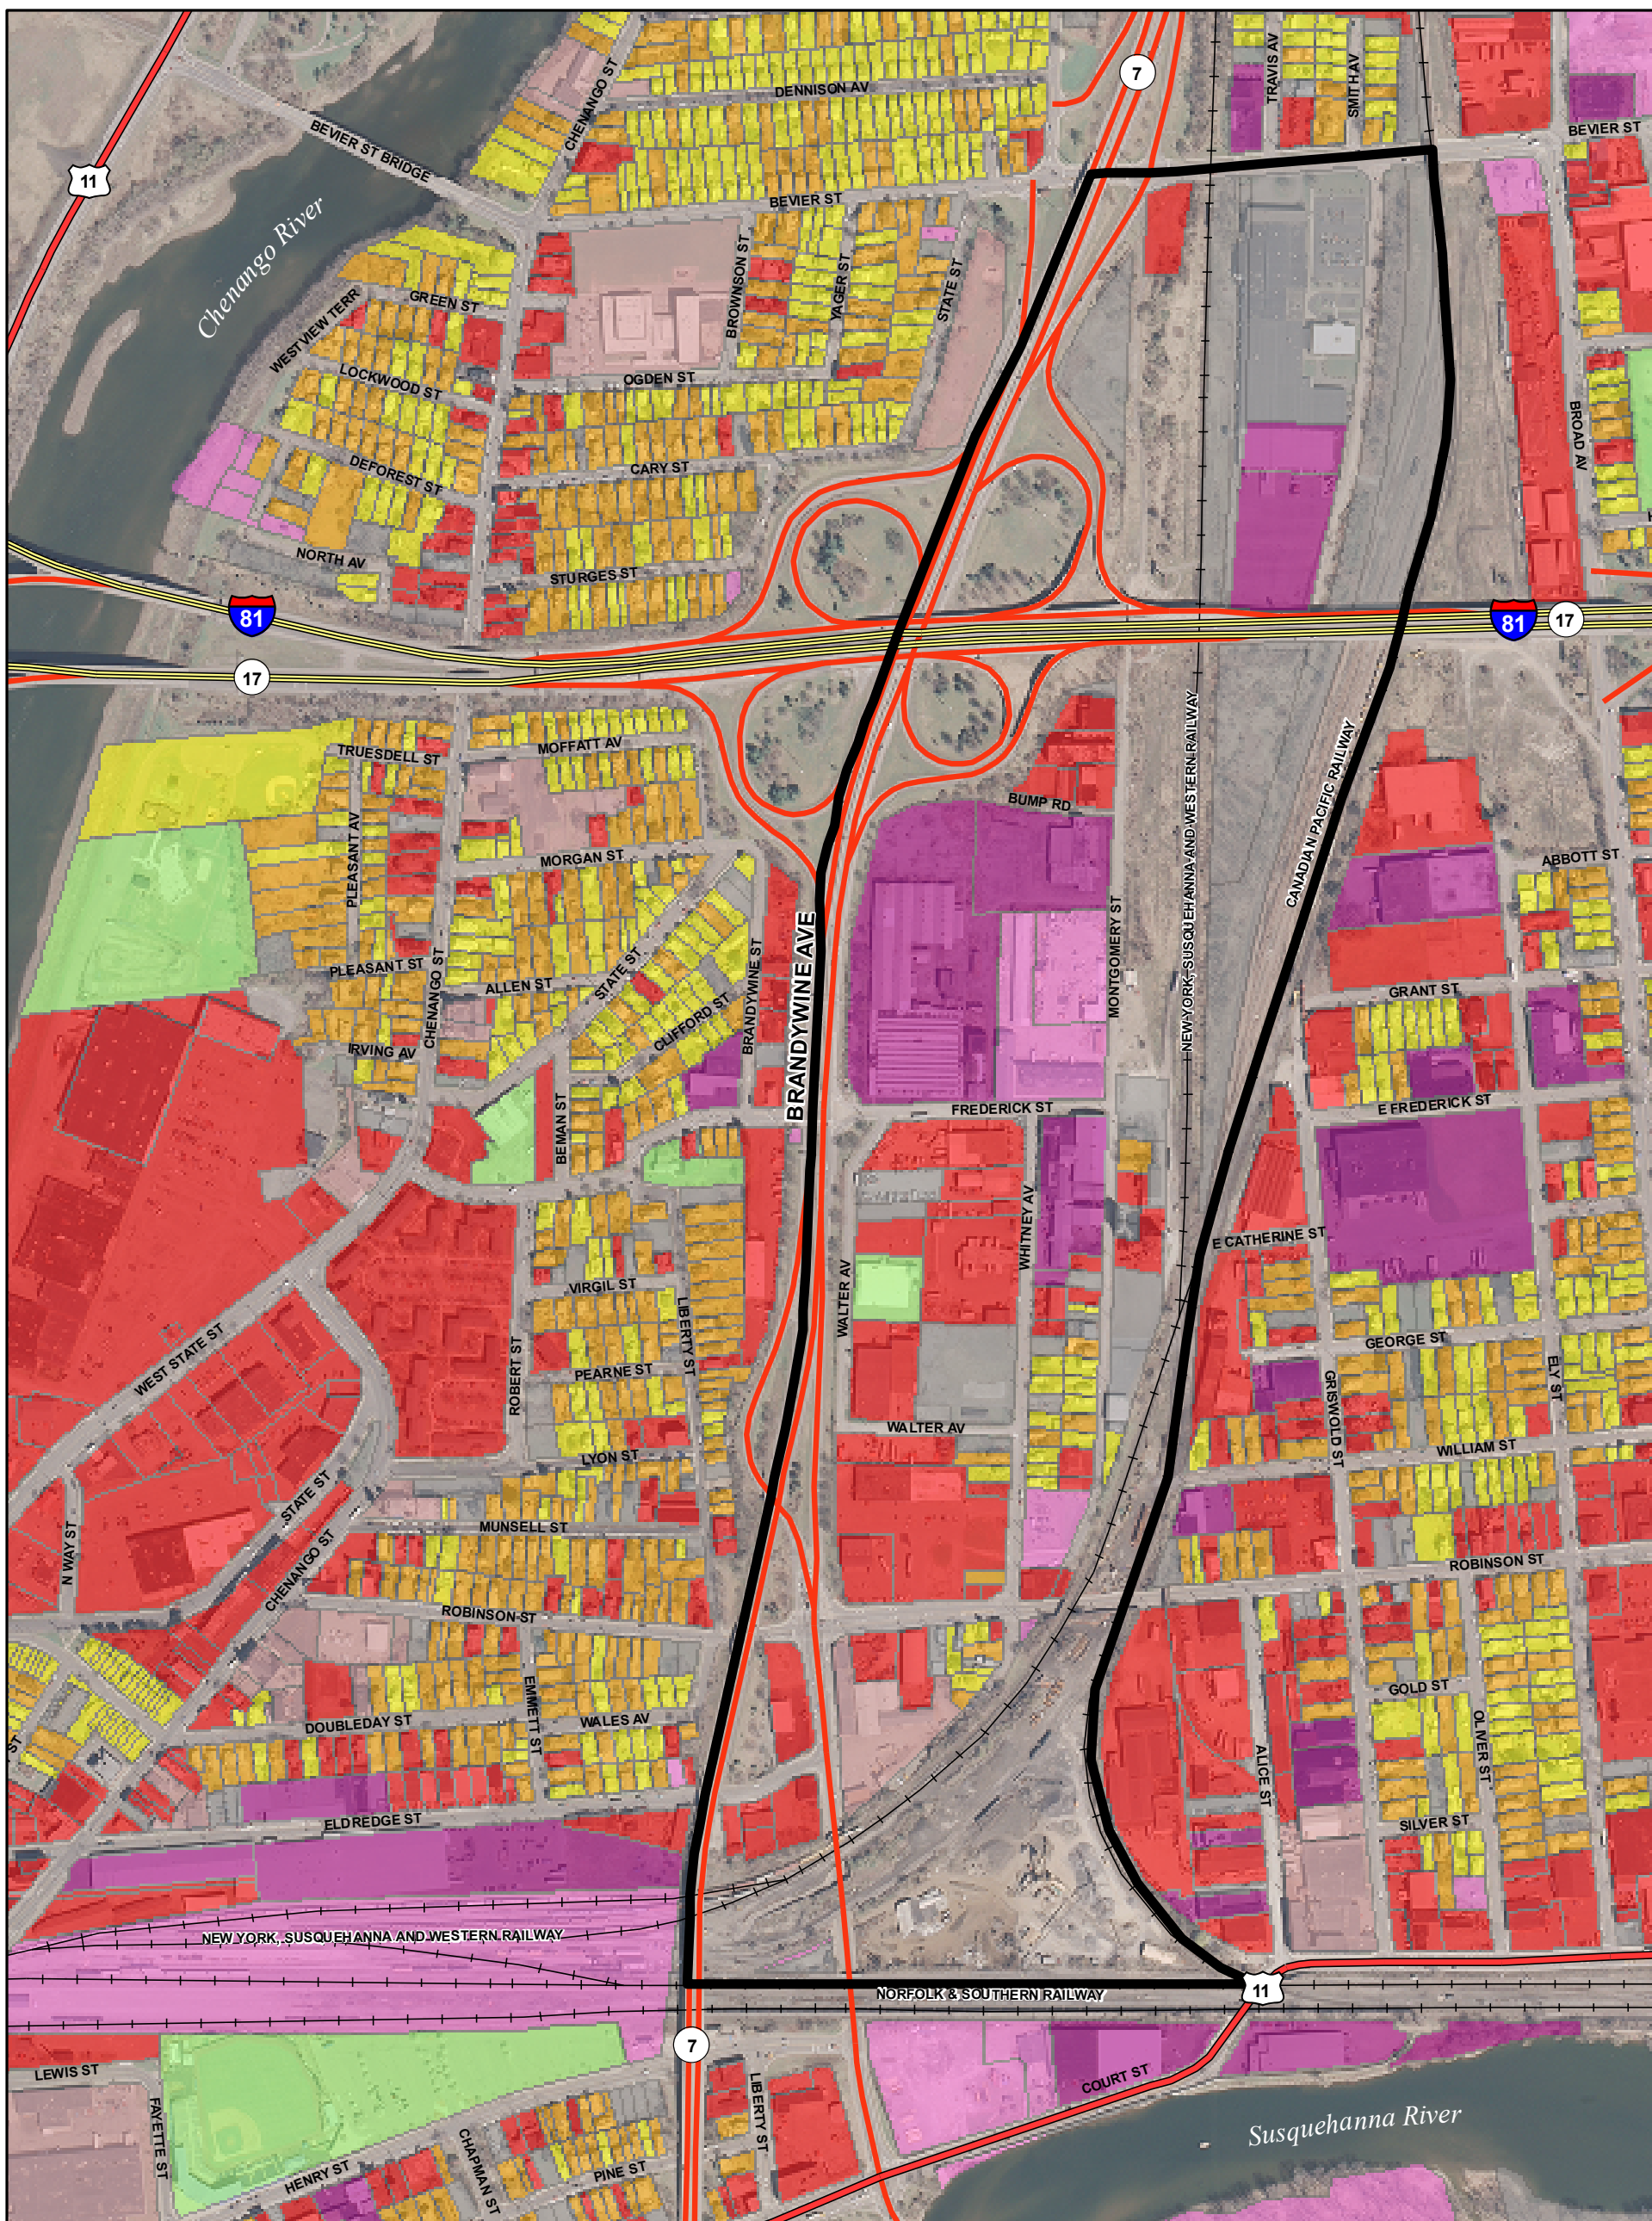 7
TRAVIS AV
SMITH AV
DENNISON AV
CHENANGO ST
BEVIER ST
BEVIER ST BRIDGE
11
BEVIER ST
Chenango River
BROWNSON ST
YAGER ST
STATE ST
GREEN ST
WESTVIEW TERR
LOCKWOOD ST
OGDEN ST
BROAD AV
DEFOREST ST
CARY ST
NORTH AV
STURGES ST
81
81
17
17
TRUESDELL ST
MOFFATT AV
NEW YORK, SUSQUEHANNA AND WESTERN RAILWAY
CANADIAN PACIFIC RAILWAY
BUMP RD
PLEASANT AV
MORGAN ST
ABBOTT ST
BRANDYWINE AVE
MONTGOMERY ST
BRANDYWINE ST
PLEASANT ST
CHENANGO ST
ALLEN ST
STATE ST
GRANT ST
CLIFFORD ST
IRVING AV
BEMAN ST
FREDERICK ST
E FREDERICK ST
WHITNEY AV
E CATHERINE ST
VIRGIL ST
LIBERTY ST
WALTER AV
WEST STATE ST
ROBERT ST
PEARNE ST
GEORGE ST
GRISWOLD ST
ELY ST
WALTER AV
LYON ST
WILLIAM ST
STATE ST
N WAY ST
CHENANGO ST
MUNSELL ST
ROBINSON ST
ROBINSON ST
EMMETT ST
GOLD ST
DOUBLEDAY ST
WALES AV
ST
OLIVER ST
ALICE ST
ELDREDGE ST
SILVER ST
NEW YORK, SUSQUEHANNA AND WESTERN RAILWAY
NORFOLK & SOUTHERN RAILWAY
11
7
LEWIS ST
COURT ST
LIBERTY ST
FAYETTE ST
Susquehanna River
CHAPMAN ST
HENRY ST
PINE ST